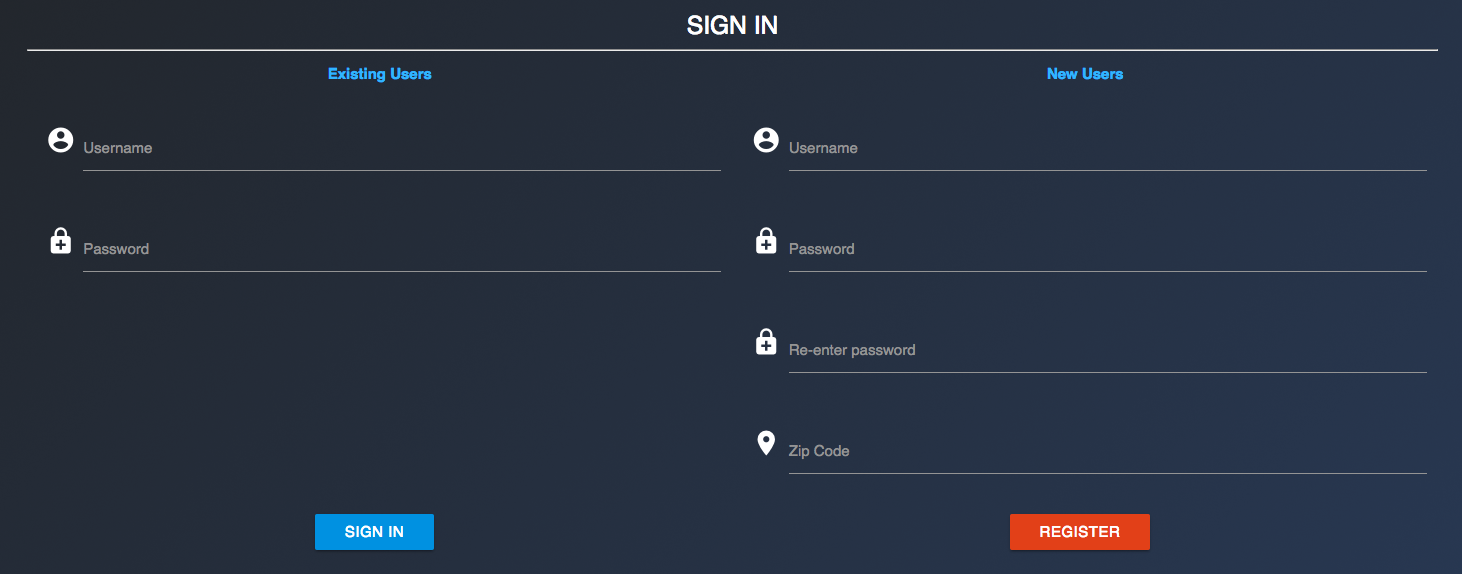 SIGN IN
Existing Users
New Users
Username
Username
Password
Password
Re-enter password
Zip Code
SIGN IN
REGISTER